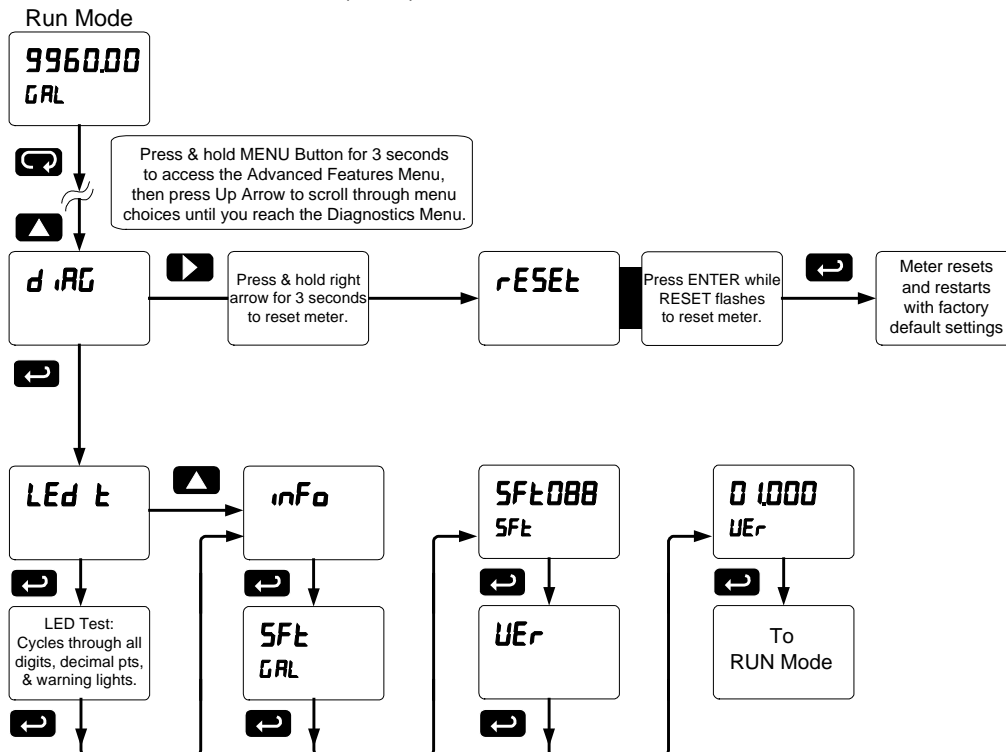 Run Mode
9960.00
GAL
Press & hold MENU Button for 3 seconds
to access the Advanced Features Menu,
then press Up Arrow to scroll through menu
choices until you reach the Diagnostics Menu.
d iAG
Press & hold right
arrow for 3 seconds
to reset meter.
rESEt
Press ENTER while
RESET flashes
to reset meter.
Meter resets
and restarts
with factory
default settings
LEd t
inFo
SFt088
SFt
01.000
VEr
LED Test:
Cycles through all
digits, decimal pts,
& warning lights.
SFt
GAL
VEr
To
RUN Mode